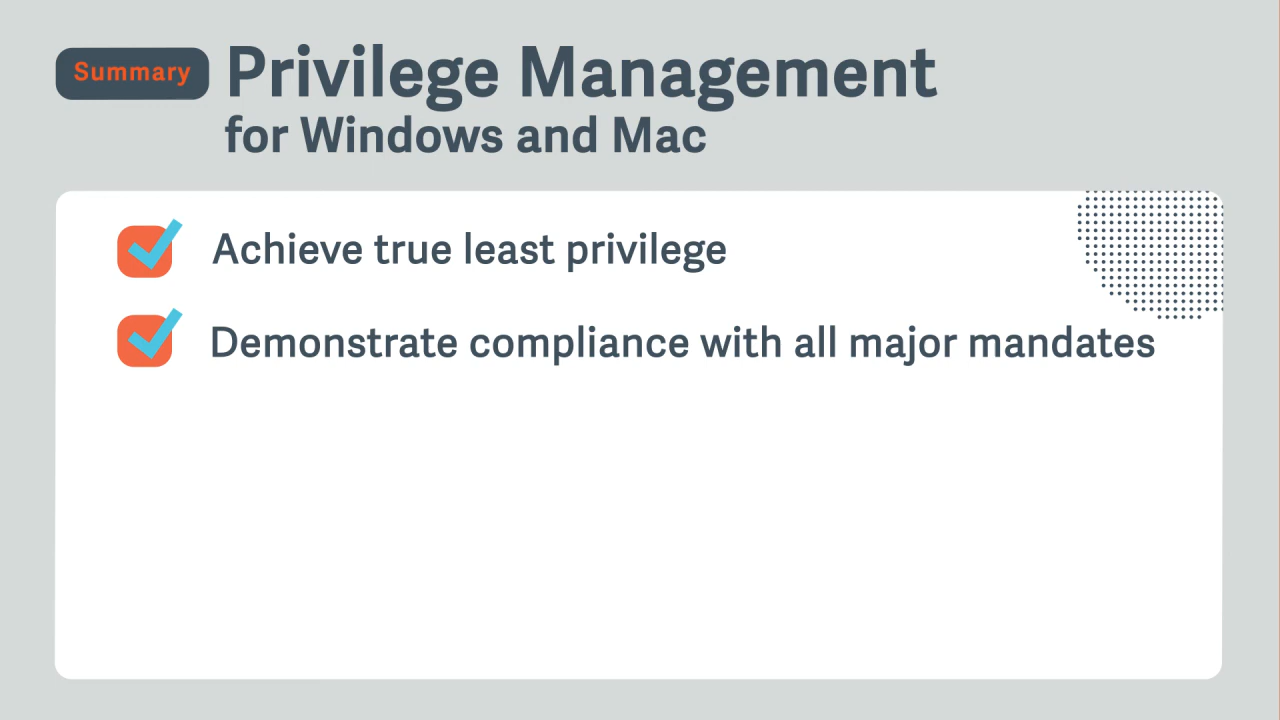 Summary
Privilege Management
for Windows and Mac
Achieve true least privilege
Demonstrate compliance with all major mandates